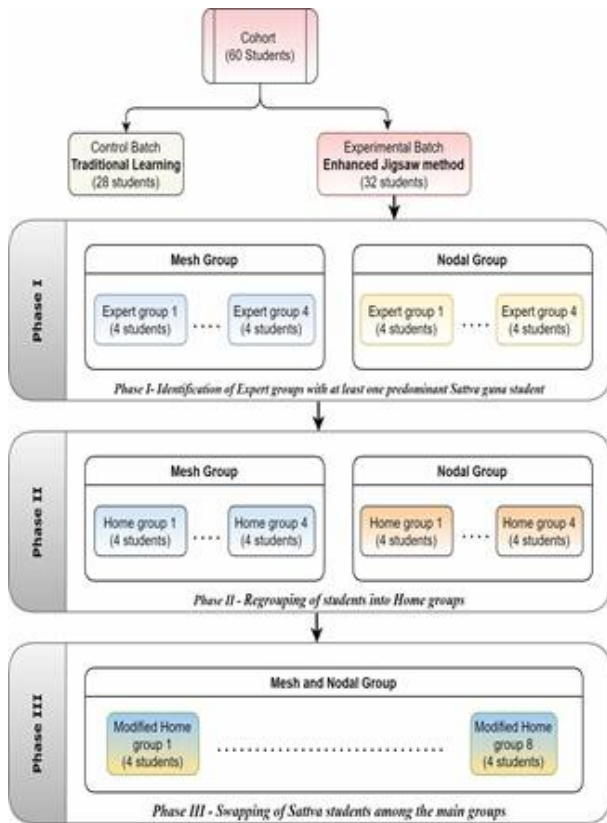 Cohort
(60 Students)
Control Batch
Traditional Learning
(28 students)
Experimental Batch
Enhanced Jigsaw method
(32 students)
Phase I
Mesh Group
Expert group 1
(4 students)
....
Expert group 4
(4 students)
Nodal Group
Expert group 1
(4 students)
....
Expert group 4
(4 students)
Phase I- Identification of Expert groups with at least one predominant Sattva guna student
Phase II
Mesh Group
Home group 1
(4 students)
....
Home group 4
(4 students)
Nodal Group
Home group 1
(4 students)
....
Home group 4
(4 students)
Phase II - Regrouping of students into Home groups
Phase III
Mesh and Nodal Group
Modified Home
group 1
(4 students)
Modified Home
group 8
(4 students)
Phase III - Swapping of Sattva students among the main groups